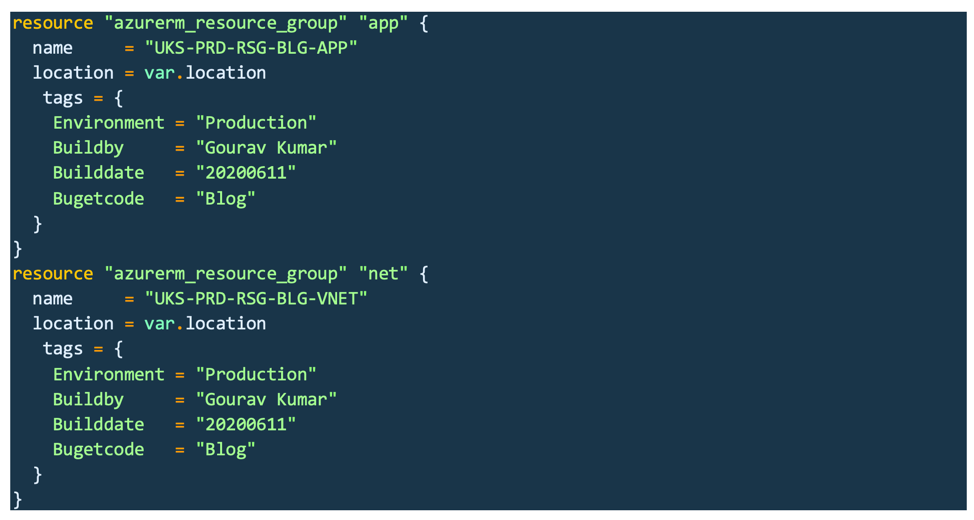 resource "azurerm_resource_group" "app" {
  name     = "UKS-PRD-RSG-BLG-APP"
  location = var.location
   tags = {
    Environment = "Production"
    Buildby     = "Gourav Kumar"
    Builddate   = "20200611"
    Bugetcode   = "Blog"
  }
}
resource "azurerm_resource_group" "net" {
  name     = "UKS-PRD-RSG-BLG-VNET"
  location = var.location
   tags = {
    Environment = "Production"
    Buildby     = "Gourav Kumar"
    Builddate   = "20200611"
    Bugetcode   = "Blog"
  }
}